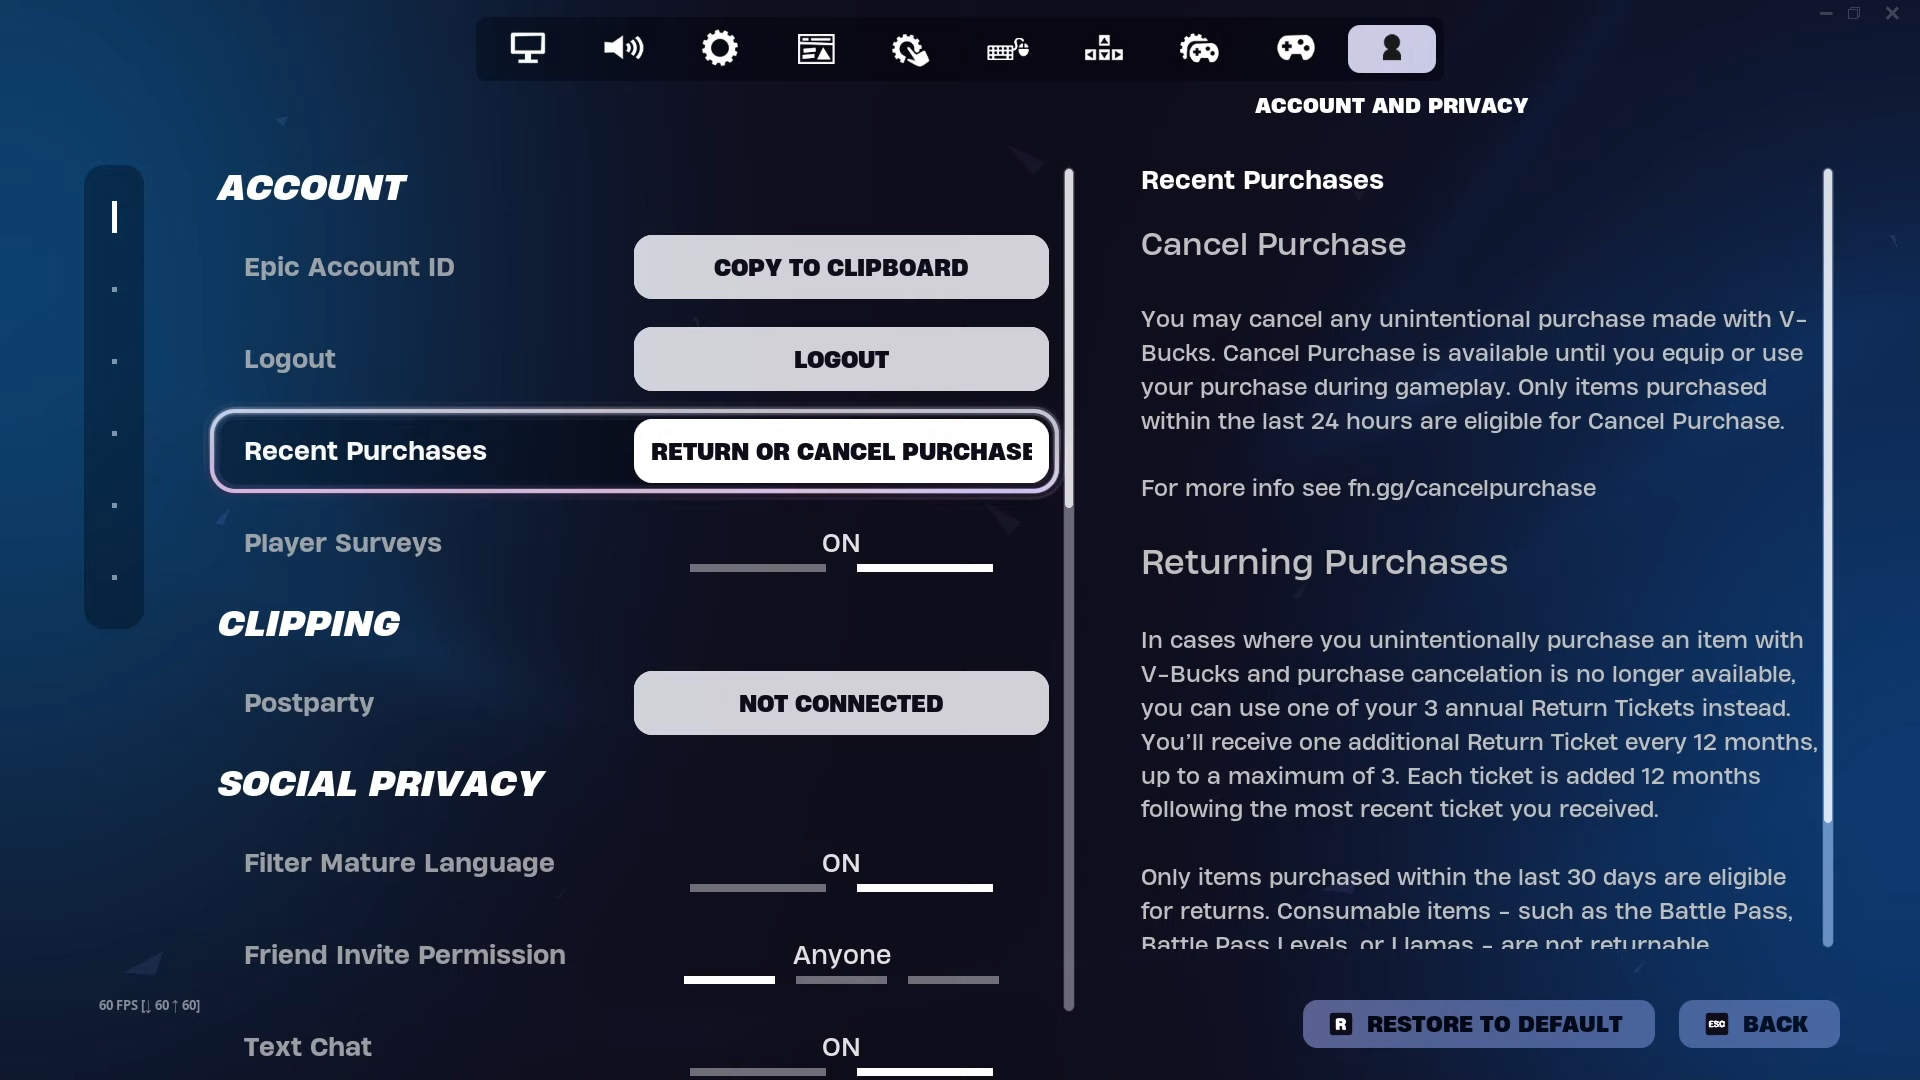 ACCOUNT AND PRIVACY
ACCOUNT
Epic Account ID
COPY TO CLIPBOARD
Logout
LOGOUT
Recent Purchases
RETURN OR CANCEL PURCHASE
Player Surveys
ON
CLIPPING
Postparty
NOT CONNECTED
SOCIAL PRIVACY
Filter Mature Language
ON
Friend Invite Permission
Anyone
Text Chat
ON
Recent Purchases
Cancel Purchase
You may cancel any unintentional purchase made with V-
Bucks. Cancel Purchase is available until you equip or use
your purchase during gameplay. Only items purchased
within the last 24 hours are eligible for Cancel Purchase.
For more info see fn.gg/cancelpurchase
Returning Purchases
In cases where you unintentionally purchase an item with
V-Bucks and purchase cancelation is no longer available,
you can use one of your 3 annual Return Tickets instead.
You'll receive one additional Return Ticket every 12 months,
up to a maximum of 3. Each ticket is added 12 months
following the most recent ticket you received.
Only items purchased within the last 30 days are eligible
for returns. Consumable items - such as the Battle Pass,
Battle Pass Levels, or Llamas - are not returnable
60 FPS [↓ 60 ↑ 60]
R RESTORE TO DEFAULT
ESC BACK